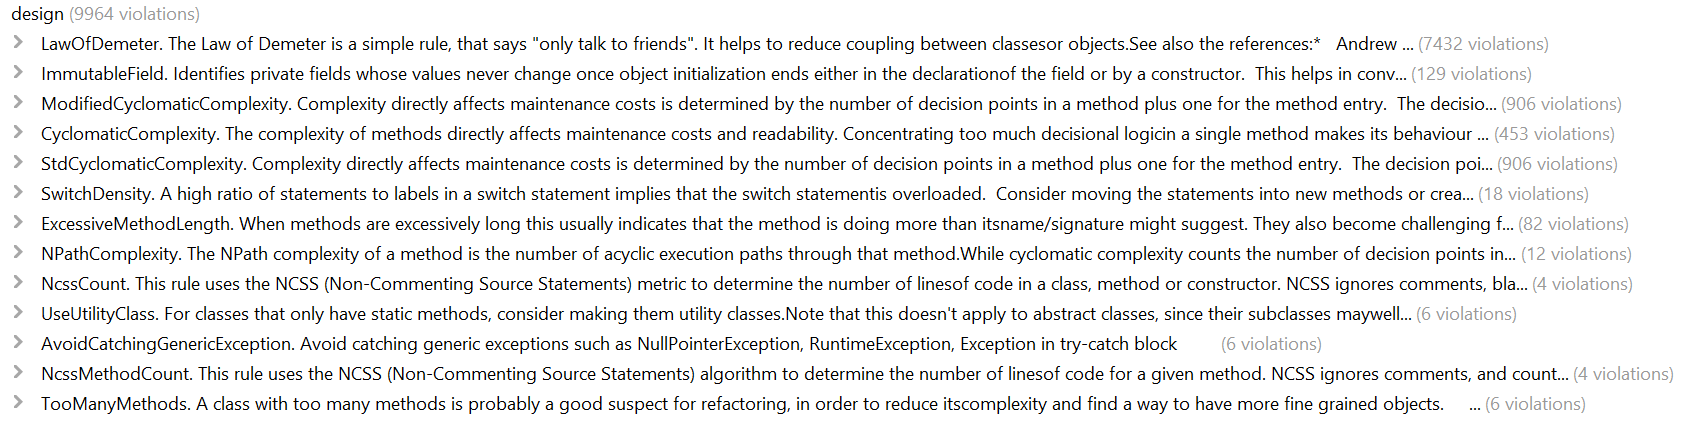 design (9964 violations)
LawOfDemeter. The Law of Demeter is a simple rule, that says "only talk to friends". It helps to reduce coupling between classesor objects.See also the references:* Andrew ... (7432 violations)
ImmutableField. Identifies private fields whose values never change once object initialization ends either in the declarationof the field or by a constructor. This helps in conv... (129 violations)
ModifiedCyclomaticComplexity. Complexity directly affects maintenance costs is determined by the number of decision points in a method plus one for the method entry. The decisio... (906 violations)
CyclomaticComplexity. The complexity of methods directly affects maintenance costs and readability. Concentrating too much decisional logicin a single method makes its behaviour ... (453 violations)
StdCyclomaticComplexity. Complexity directly affects maintenance costs is determined by the number of decision points in a method plus one for the method entry. The decision poi... (906 violations)
SwitchDensity. A high ratio of statements to labels in a switch statement implies that the switch statementis overloaded. Consider moving the statements into new methods or crea... (18 violations)
ExcessiveMethodLength. When methods are excessively long this usually indicates that the method is doing more than itsname/signature might suggest. They also become challenging f... (82 violations)
NPathComplexity. The NPath complexity of a method is the number of acyclic execution paths through that method.While cyclomatic complexity counts the number of decision points in... (12 violations)
NcssCount. This rule uses the NCSS (Non-Commenting Source Statements) metric to determine the number of linesof code in a class, method or constructor. NCSS ignores comments, bla... (4 violations)
UseUtilityClass. For classes that only have static methods, consider making them utility classes.Note that this doesn't apply to abstract classes, since their subclasses maywell... (6 violations)
AvoidCatchingGenericException. Avoid catching generic exceptions such as NullPointerException, RuntimeException, Exception in try-catch block (6 violations)
NcssMethodCount. This rule uses the NCSS (Non-Commenting Source Statements) algorithm to determine the number of linesof code for a given method. NCSS ignores comments, and count... (4 violations)
TooManyMethods. A class with too many methods is probably a good suspect for refactoring, in order to reduce itscomplexity and find a way to have more fine grained objects. ... (6 violations)